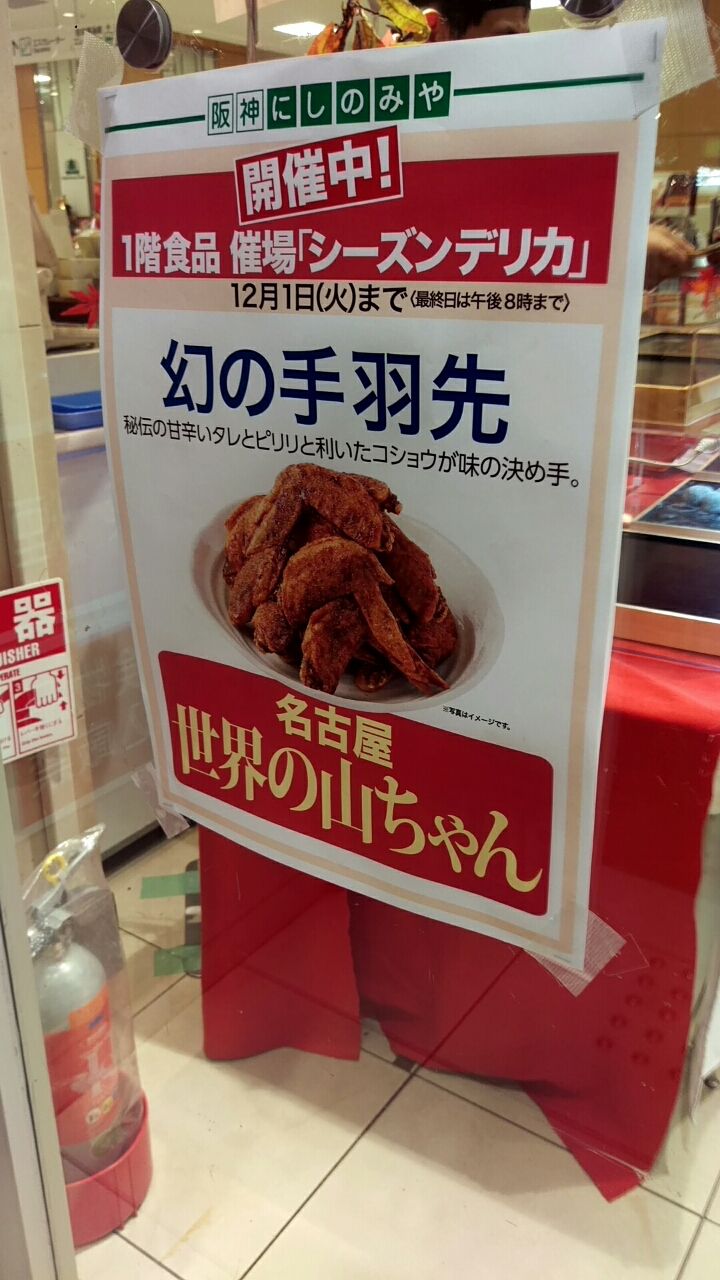 阪神にしのみや
開催中!
1階食品 催場「シーズンデリカ」
12月1日(火)まで〈最終日は午後8時まで〉
幻の手羽先
秘伝の甘辛いタレとピリリと利いたコショウが味の決め手。
※写真はイメージです。
名古屋
世界の山ちゃん
器